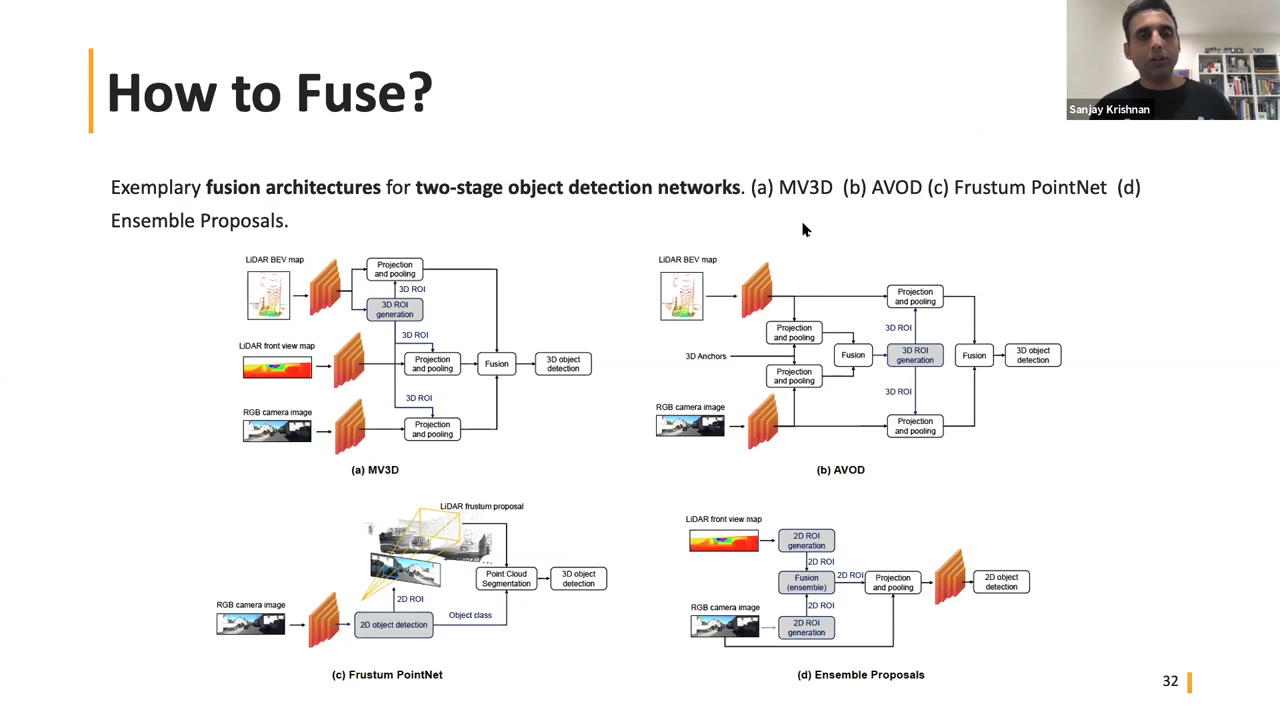 Sanjay Krishnan
How to Fuse?
Exemplary fusion architectures for two-stage object detection networks. (a) MV3D (b) AVOD (c) Frustum PointNet (d)
Ensemble Proposals.
LiDAR BEV map
Projection
and pooling
3D ROI
3D ROI
generation
3D ROI
LiDAR front view map
Projection
and pooling
Fusion
3D object
detection
3D ROI
RGB camera image
Projection
and pooling
(a) MV3D
LiDAR BEV map
Projection
and pooling
Projection
and pooling
3D ROI
3D Anchors
Fusion
3D ROI
generation
Fusion
3D object
detection
Projection
and pooling
3D ROI
RGB camera image
Projection
and pooling
(b) AVOD
LiDAR frustum proposal
Point Cloud
Segmentation
3D object
detection
2D ROI
RGB camera image
Object class
2D object detection
(c) Frustum PointNet
LiDAR front view map
2D ROI
generation
2D ROI
Fusion
(ensemble)
2D ROI
Projection
and pooling
2D object
detection
2D ROI
RGB camera image
2D ROI
generation
(d) Ensemble Proposals
32